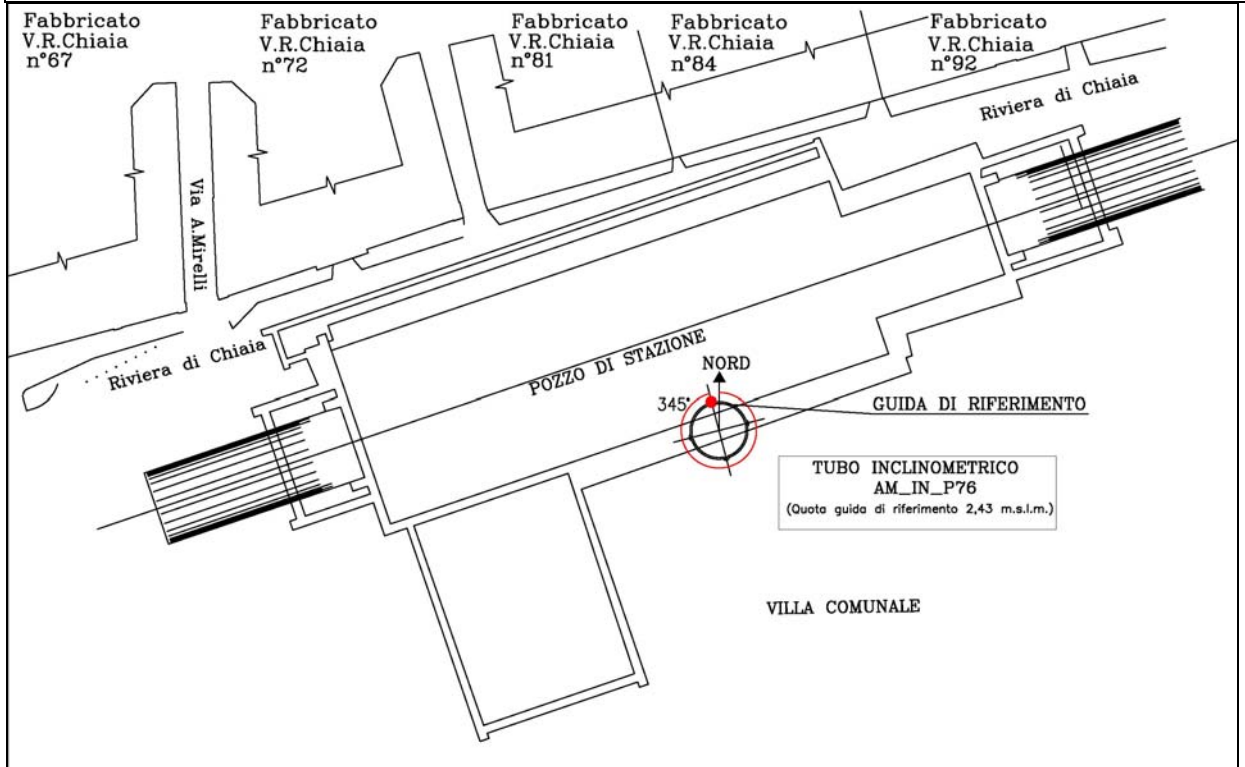 Fabbricato
V.R.Chiaia
n°67
Fabbricato
V.R.Chiaia
n°72
Fabbricato
V.R.Chiaia
n°81
Fabbricato
V.R.Chiaia
n°84
Fabbricato
V.R.Chiaia
n°92
Riviera di Chiaia
Via A.Mirelli
Riviera di Chiaia
POZZO DI STAZIONE
NORD
345°
GUIDA DI RIFERIMENTO
TUBO INCLINOMETRICO
AM_IN_P76
(Quota guida di riferimento 2,43 m.s.l.m.)
VILLA COMUNALE